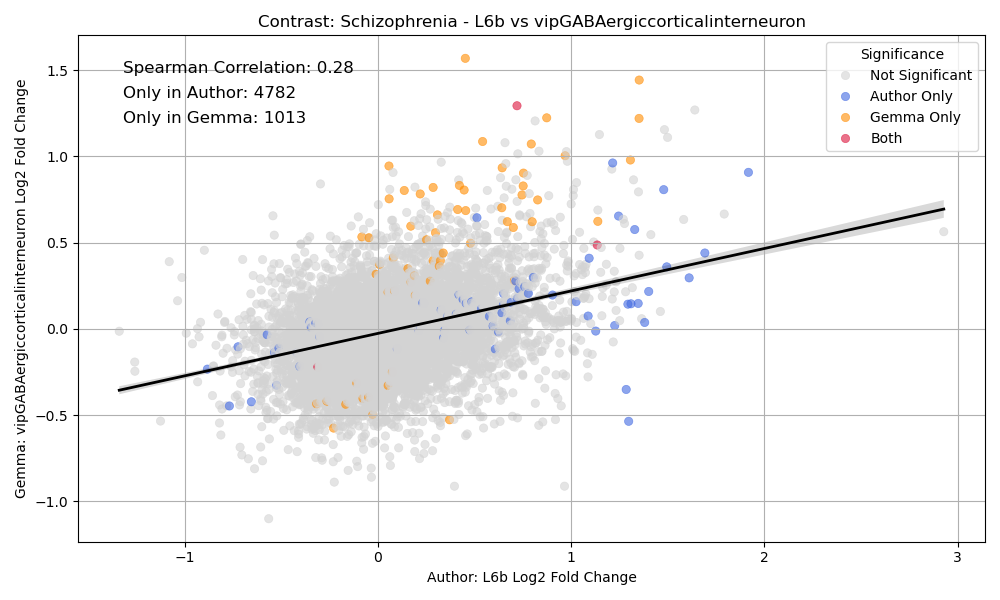 Contrast: Schizophrenia - L6b vs vipGABAergiccorticalinterneuron
Spearman Correlation: 0.28
Only in Author: 4782
Only in Gemma: 1013
Significance
Not Significant
Author Only
Gemma Only
Both
Gemma: vipGABAergiccorticalinterneuron Log2 Fold Change
1.5
1.0
0.5
0.0
−0.5
−1.0
−1
0
1
2
3
Author: L6b Log2 Fold Change